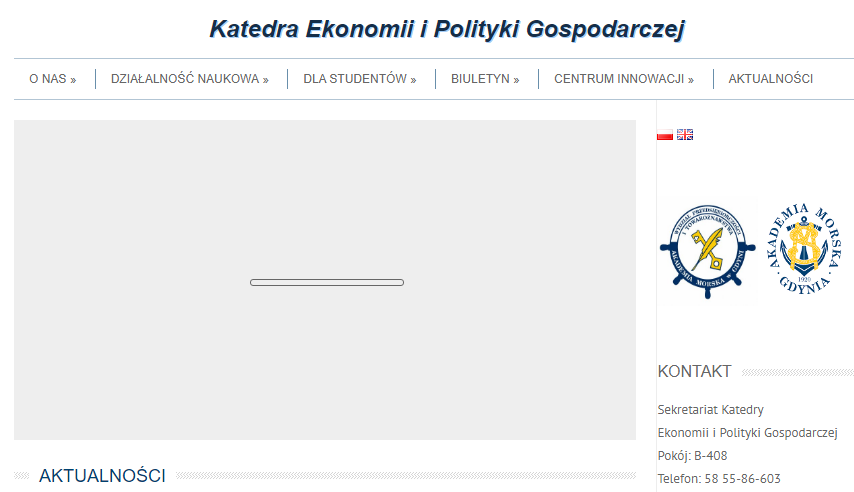 Katedra Ekonomii i Polityki Gospodarczej
O NAS »
DZIAŁALNOŚĆ NAUKOWA »
DLA STUDENTÓW »
BIULETYN »
CENTRUM INNOWACJI »
AKTUALNOŚCI
WYDZIAŁ PRZEDSIĘBIORCZOŚCI
I TOWAROZNAWSTWA
AKADEMIA MORSKA W GDYNI
AKADEMIA MORSKA
1920
· GDYNIA ·
KONTAKT
Sekretariat Katedry
Ekonomii i Polityki Gospodarczej
Pokój: B-408
Telefon: 58 55-86-603
AKTUALNOŚCI